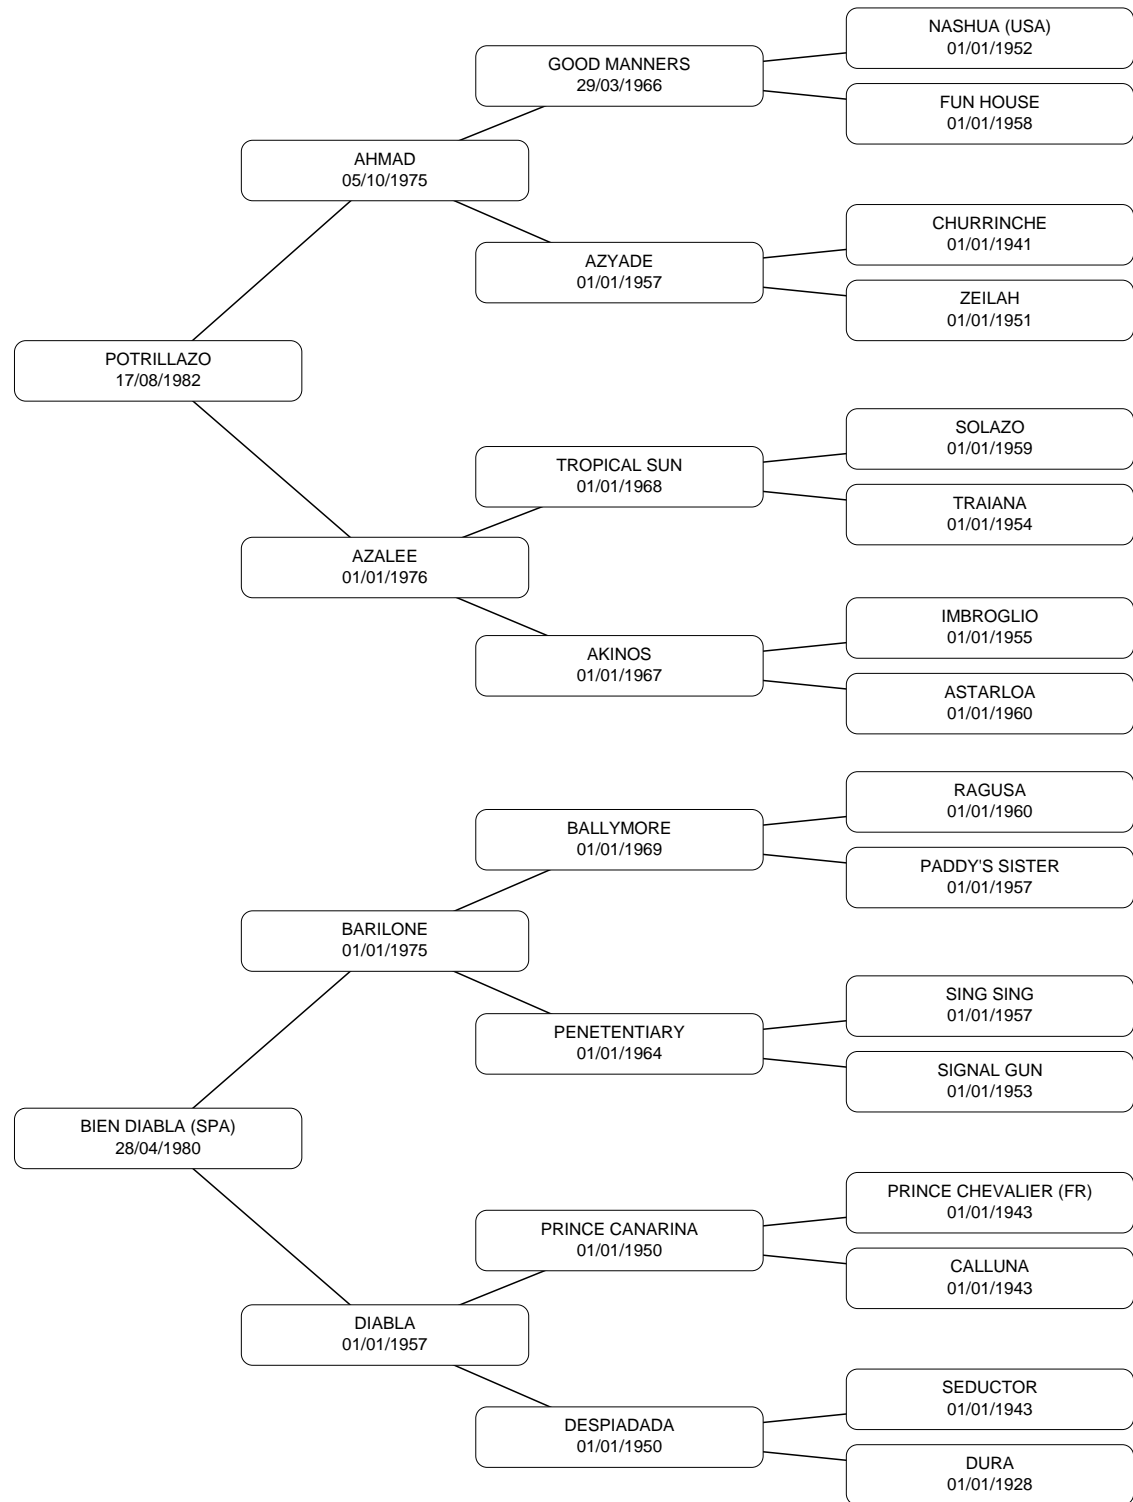 NASHUA (USA)
01/01/1952
GOOD MANNERS
29/03/1966
FUN HOUSE
01/01/1958
AHMAD
05/10/1975
CHURRINCHE
01/01/1941
AZYADE
01/01/1957
ZEILAH
01/01/1951
POTRILLAZO
17/08/1982
SOLAZO
01/01/1959
TROPICAL SUN
01/01/1968
TRAIANA
01/01/1954
AZALEE
01/01/1976
IMBROGLIO
01/01/1955
AKINOS
01/01/1967
ASTARLOA
01/01/1960
RAGUSA
01/01/1960
BALLYMORE
01/01/1969
PADDY'S SISTER
01/01/1957
BARILONE
01/01/1975
SING SING
01/01/1957
PENETENTIARY
01/01/1964
SIGNAL GUN
01/01/1953
BIEN DIABLA (SPA)
28/04/1980
PRINCE CHEVALIER (FR)
01/01/1943
PRINCE CANARINA
01/01/1950
CALLUNA
01/01/1943
DIABLA
01/01/1957
SEDUCTOR
01/01/1943
DESPIADADA
01/01/1950
DURA
01/01/1928